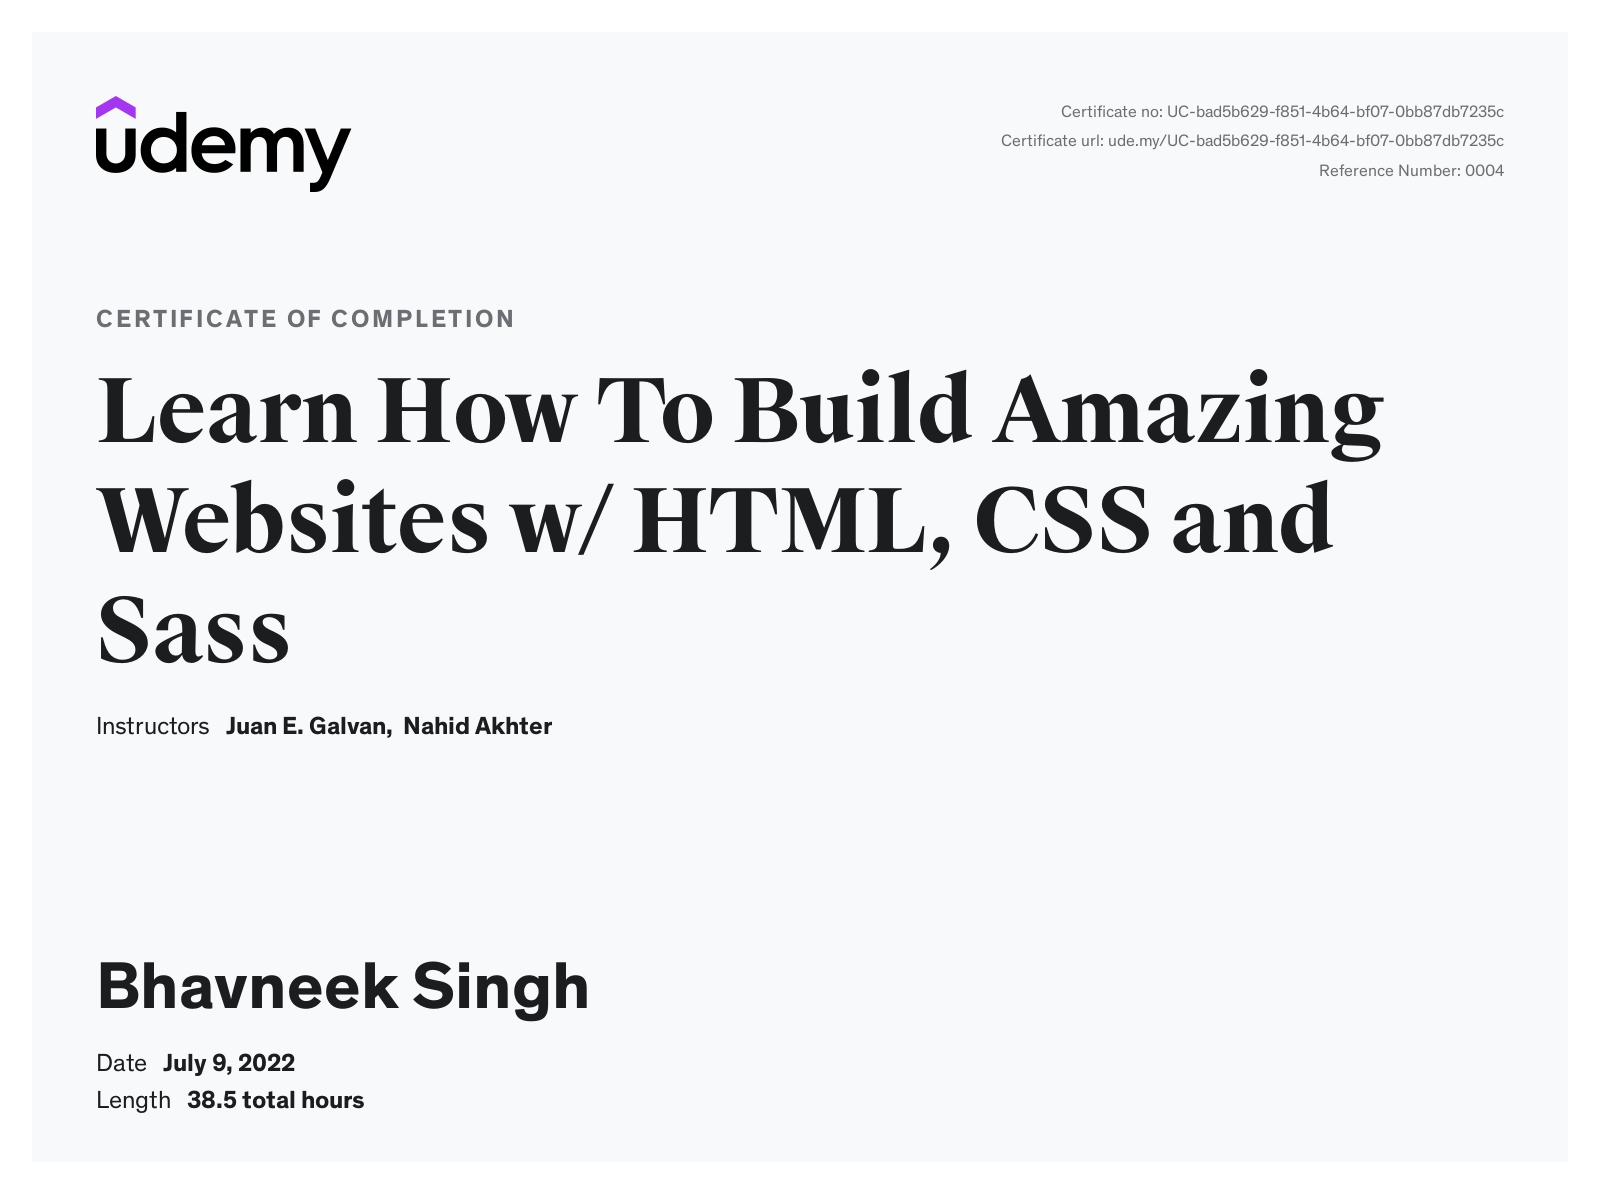 udemy
Certificate no: UC-bad5b629-f851-4b64-bf07-0bb87db7235c
Certificate url: ude.my/UC-bad5b629-f851-4b64-bf07-0bb87db7235c
Reference Number: 0004
CERTIFICATE OF COMPLETION
Learn How To Build Amazing
Websites w/ HTML, CSS and
Sass
Instructors Juan E. Galvan, Nahid Akhter
Bhavneek Singh
Date July 9, 2022
Length 38.5 total hours